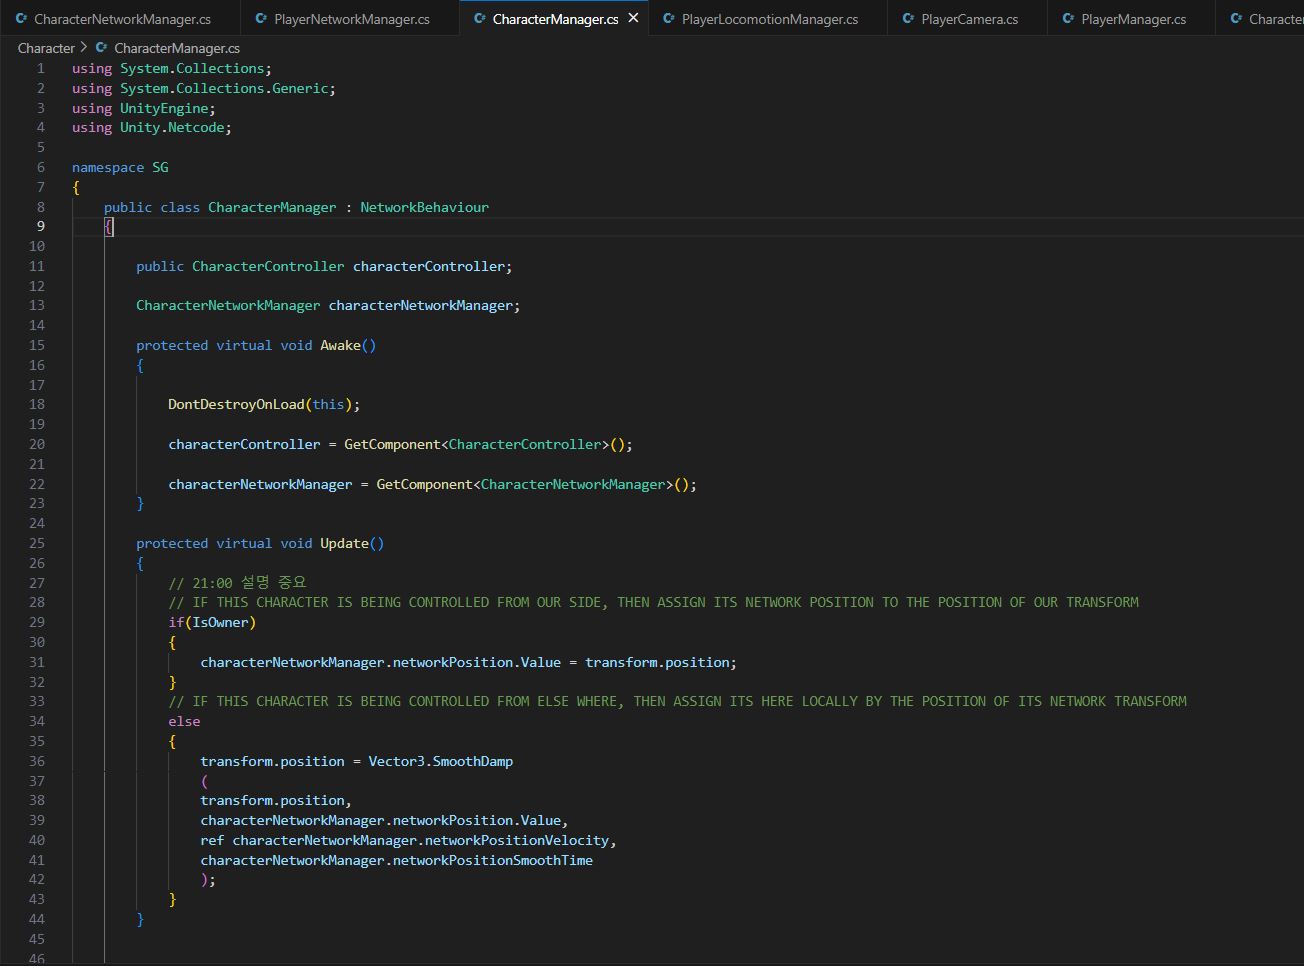 CharacterNetworkManager.cs PlayerNetworkManager.cs CharacterManager.cs PlayerLocomotionManager.cs PlayerCamera.cs PlayerManager.cs Character
Character > CharacterManager.cs
1 using System.Collections;
2 using System.Collections.Generic;
3 using UnityEngine;
4 using Unity.Netcode;
5
6 namespace SG
7 {
8 public class CharacterManager : NetworkBehaviour
9 {
10
11 public CharacterController characterController;
12
13 CharacterNetworkManager characterNetworkManager;
14
15 protected virtual void Awake()
16 {
17
18 DontDestroyOnLoad(this);
19
20 characterController = GetComponent<CharacterController>();
21
22 characterNetworkManager = GetComponent<CharacterNetworkManager>();
23 }
24
25 protected virtual void Update()
26 {
27 // 21:00 설명 중요
28 // IF THIS CHARACTER IS BEING CONTROLLED FROM OUR SIDE, THEN ASSIGN ITS NETWORK POSITION TO THE POSITION OF OUR TRANSFORM
29 if(IsOwner)
30 {
31 characterNetworkManager.networkPosition.Value = transform.position;
32 }
33 // IF THIS CHARACTER IS BEING CONTROLLED FROM ELSE WHERE, THEN ASSIGN ITS HERE LOCALLY BY THE POSITION OF ITS NETWORK TRANSFORM
34 else
35 {
36 transform.position = Vector3.SmoothDamp
37 (
38 transform.position,
39 characterNetworkManager.networkPosition.Value,
40 ref characterNetworkManager.networkPositionVelocity,
41 characterNetworkManager.networkPositionSmoothTime
42 );
43 }
44 }
45
46